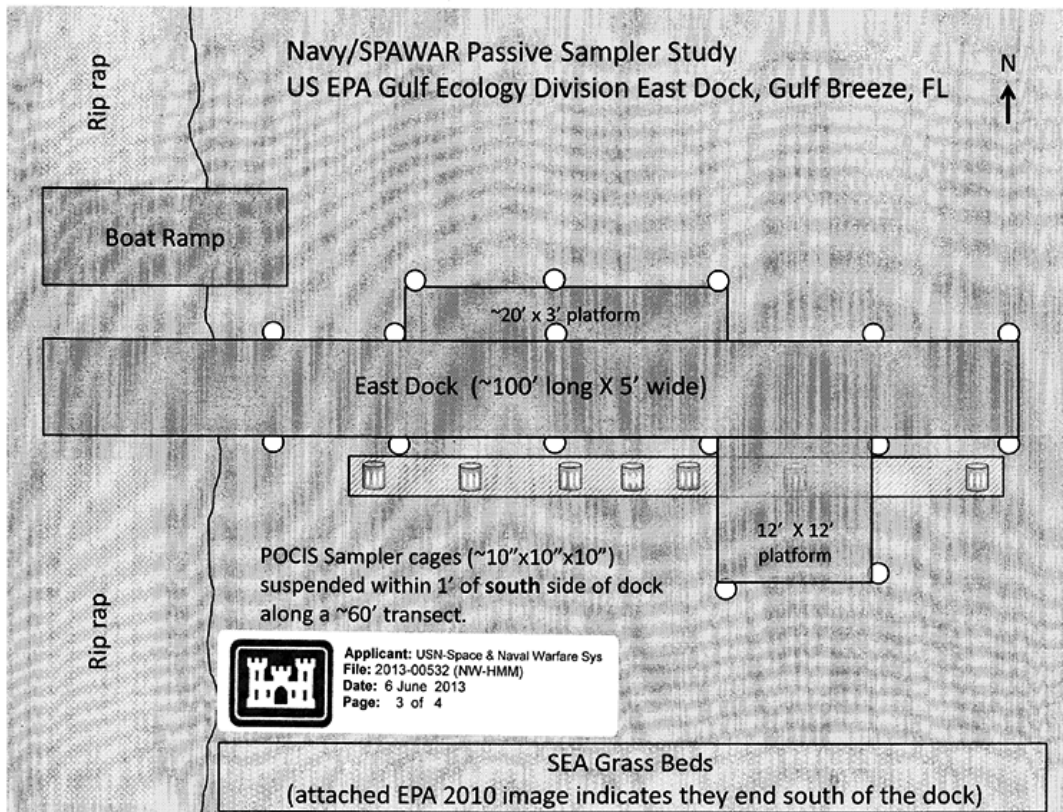 Navy/SPAWAR Passive Sampler Study
US EPA Gulf Ecology Division East Dock, Gulf Breeze, FL
N
Rip rap
Boat Ramp
~20' x 3' platform
East Dock (~100' long X 5' wide)
12' X 12'
platform
POCIS Sampler cages (~10"x10"x10")
suspended within 1' of south side of dock
along a ~60' transect.
Rip rap
Applicant: USN-Space & Naval Warfare Sys
File: 2013-00532 (NW-HMM)
Date: 6 June 2013
Page: 3 of 4
SEA Grass Beds
(attached EPA 2010 image indicates they end south of the dock)